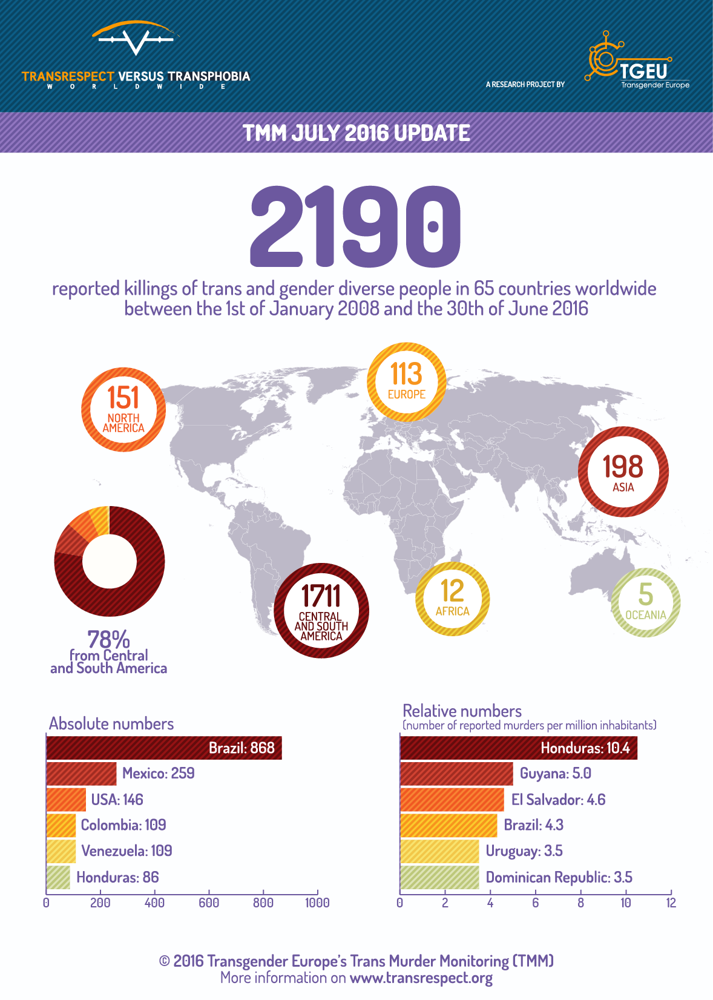 TRANSRESPECT VERSUS TRANSPHOBIA
WORLDWIDE
A RESEARCH PROJECT BY
TGEU
Transgender Europe
TMM JULY 2016 UPDATE
2190
reported killings of trans and gender diverse people in 65 countries worldwide
between the 1st of January 2008 and the 30th of June 2016
151
NORTH
AMERICA
113
EUROPE
198
ASIA
1711
CENTRAL
AND SOUTH
AMERICA
12
AFRICA
5
OCEANIA
78%
from Central
and South America
Absolute numbers
Brazil: 868
Mexico: 259
USA: 146
Colombia: 109
Venezuela: 109
Honduras: 86
0 200 400 600 800 1000
Relative numbers
(number of reported murders per million inhabitants)
Honduras: 10.4
Guyana: 5.0
El Salvador: 4.6
Brazil: 4.3
Uruguay: 3.5
Dominican Republic: 3.5
0 2 4 6 8 10 12
© 2016 Transgender Europe's Trans Murder Monitoring (TMM)
More information on www.transrespect.org